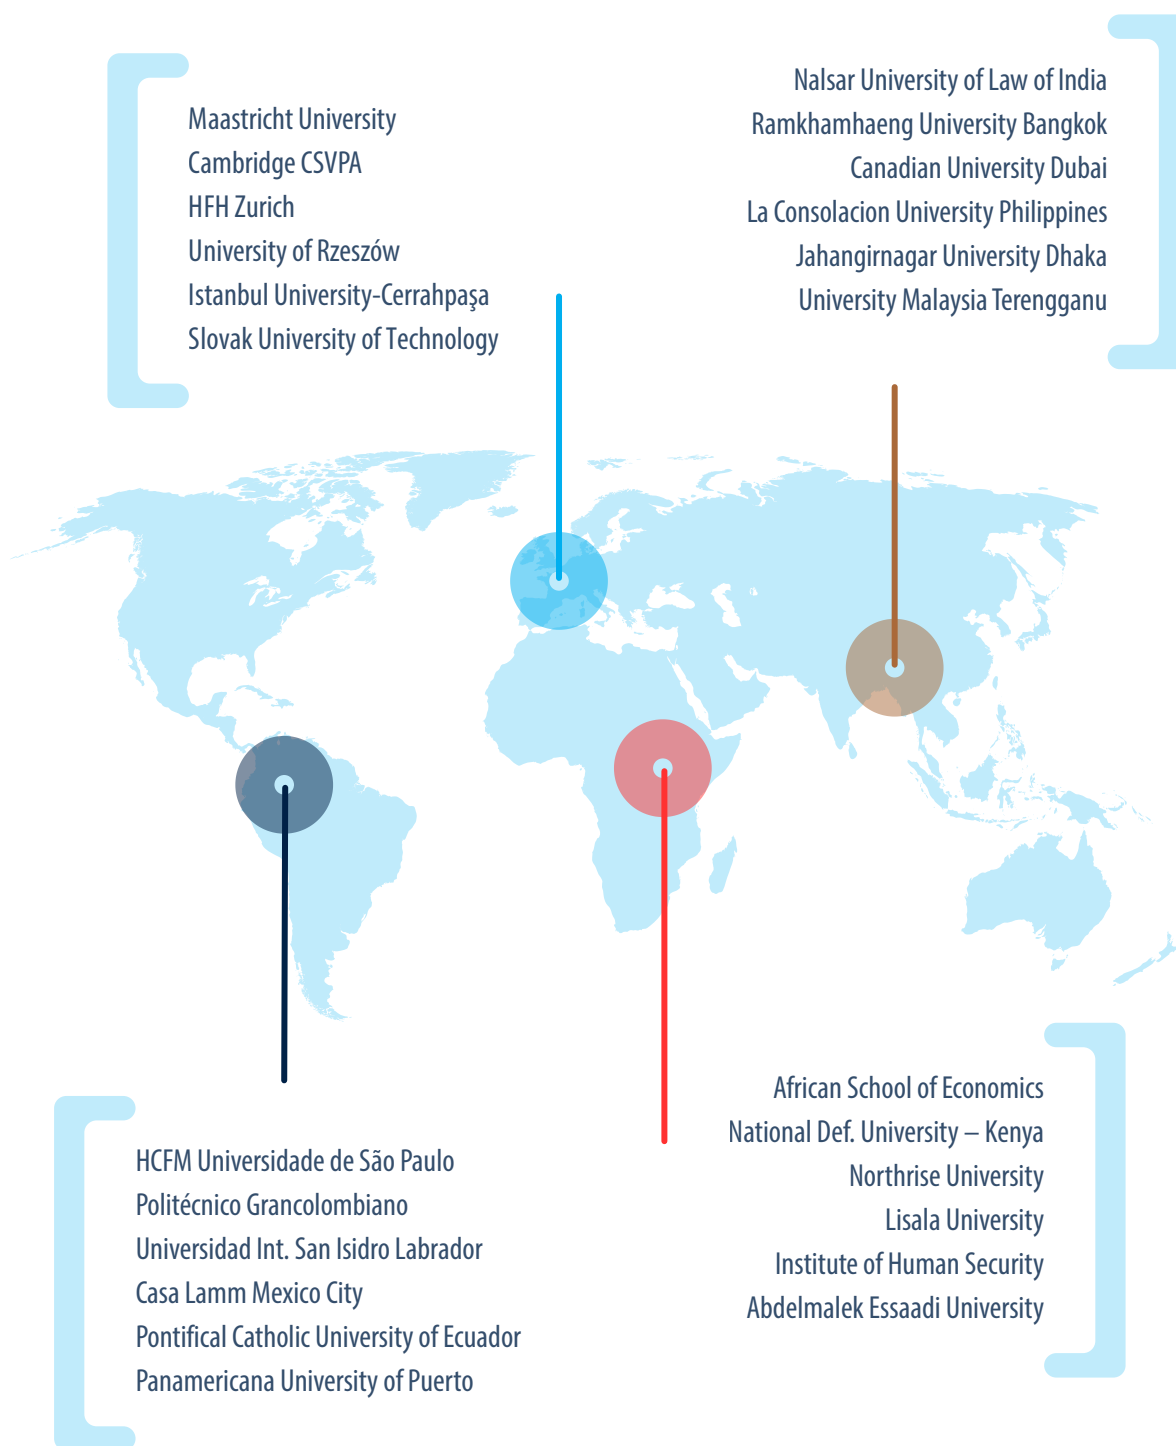 Maastricht University
Cambridge CSVPA
HFH Zurich
University of Rzeszów
Istanbul University-Cerrahpaşa
Slovak University of Technology
Nalsar University of Law of India
Ramkhamhaeng University Bangkok
Canadian University Dubai
La Consolacion University Philippines
Jahangirnagar University Dhaka
University Malaysia Terengganu
HCFM Universidade de São Paulo
Politécnico Grancolombiano
Universidad Int. San Isidro Labrador
Casa Lamm Mexico City
Pontifical Catholic University of Ecuador
Panamericana University of Puerto
African School of Economics
National Def. University – Kenya
Northrise University
Lisala University
Institute of Human Security
Abdelmalek Essaadi University